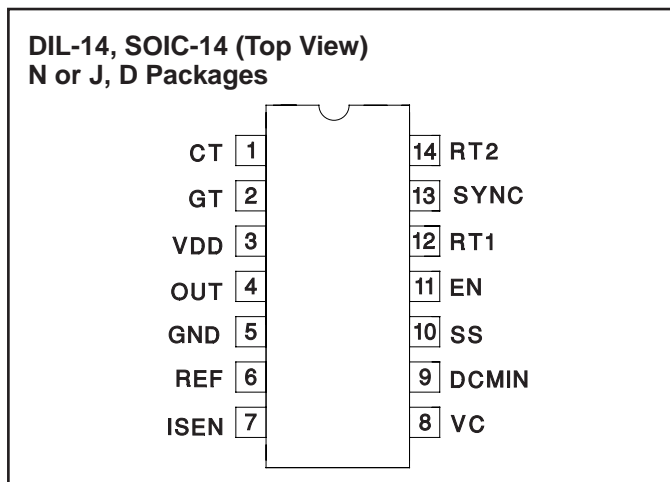 DIL-14, SOIC-14 (Top View)
N or J, D Packages
CT 1 14 RT2
GT 2 13 SYNC
VDD 3 12 RT1
OUT 4 11 EN
GND 5 10 SS
REF 6 9 DCMIN
ISEN 7 8 VC